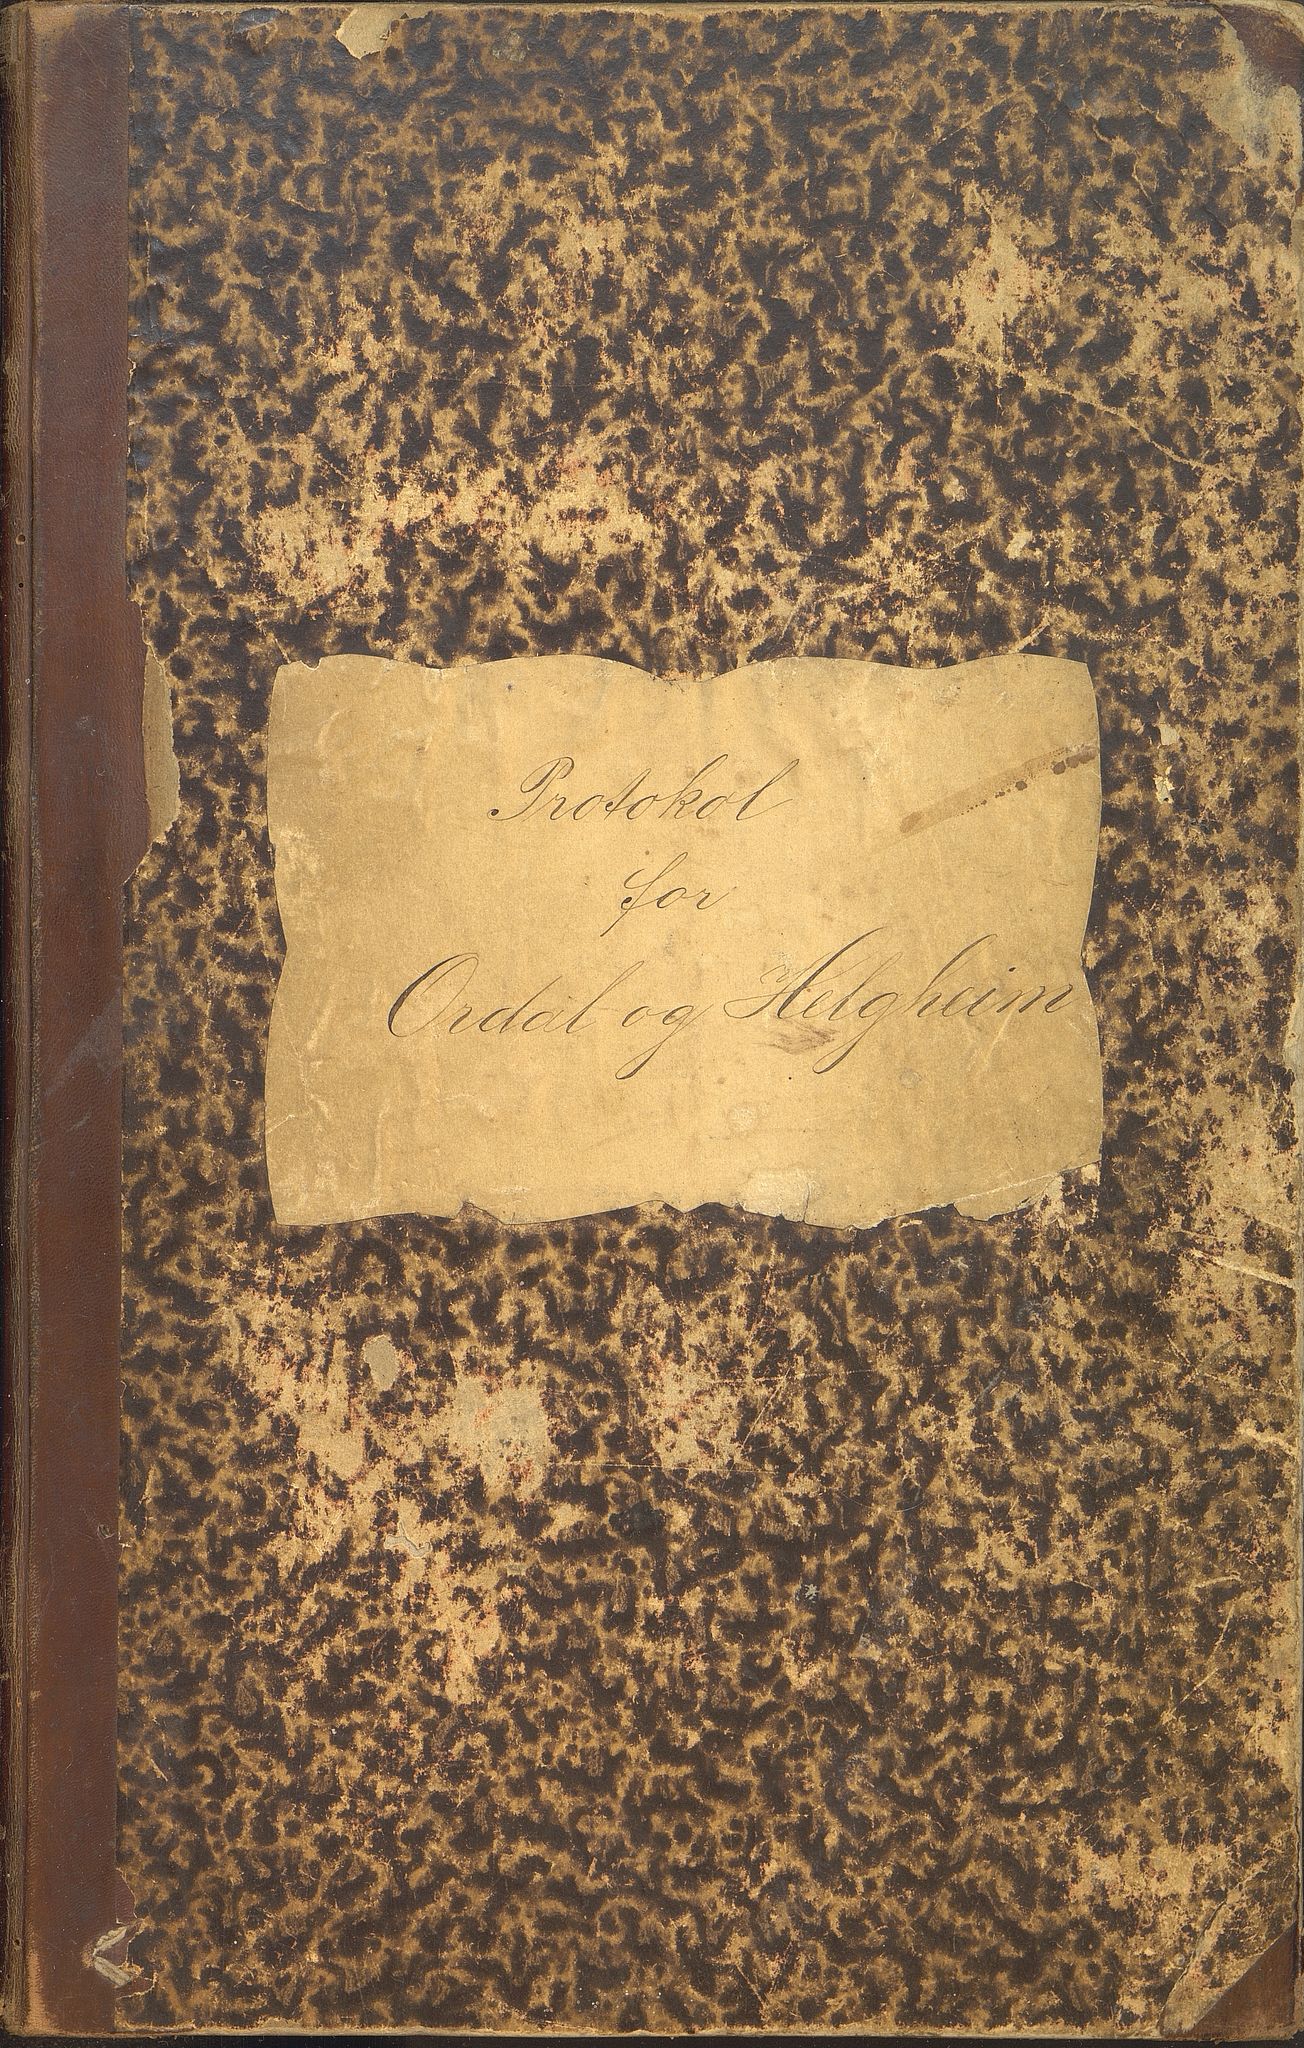 Protokol
for
Ordal og Helgheim